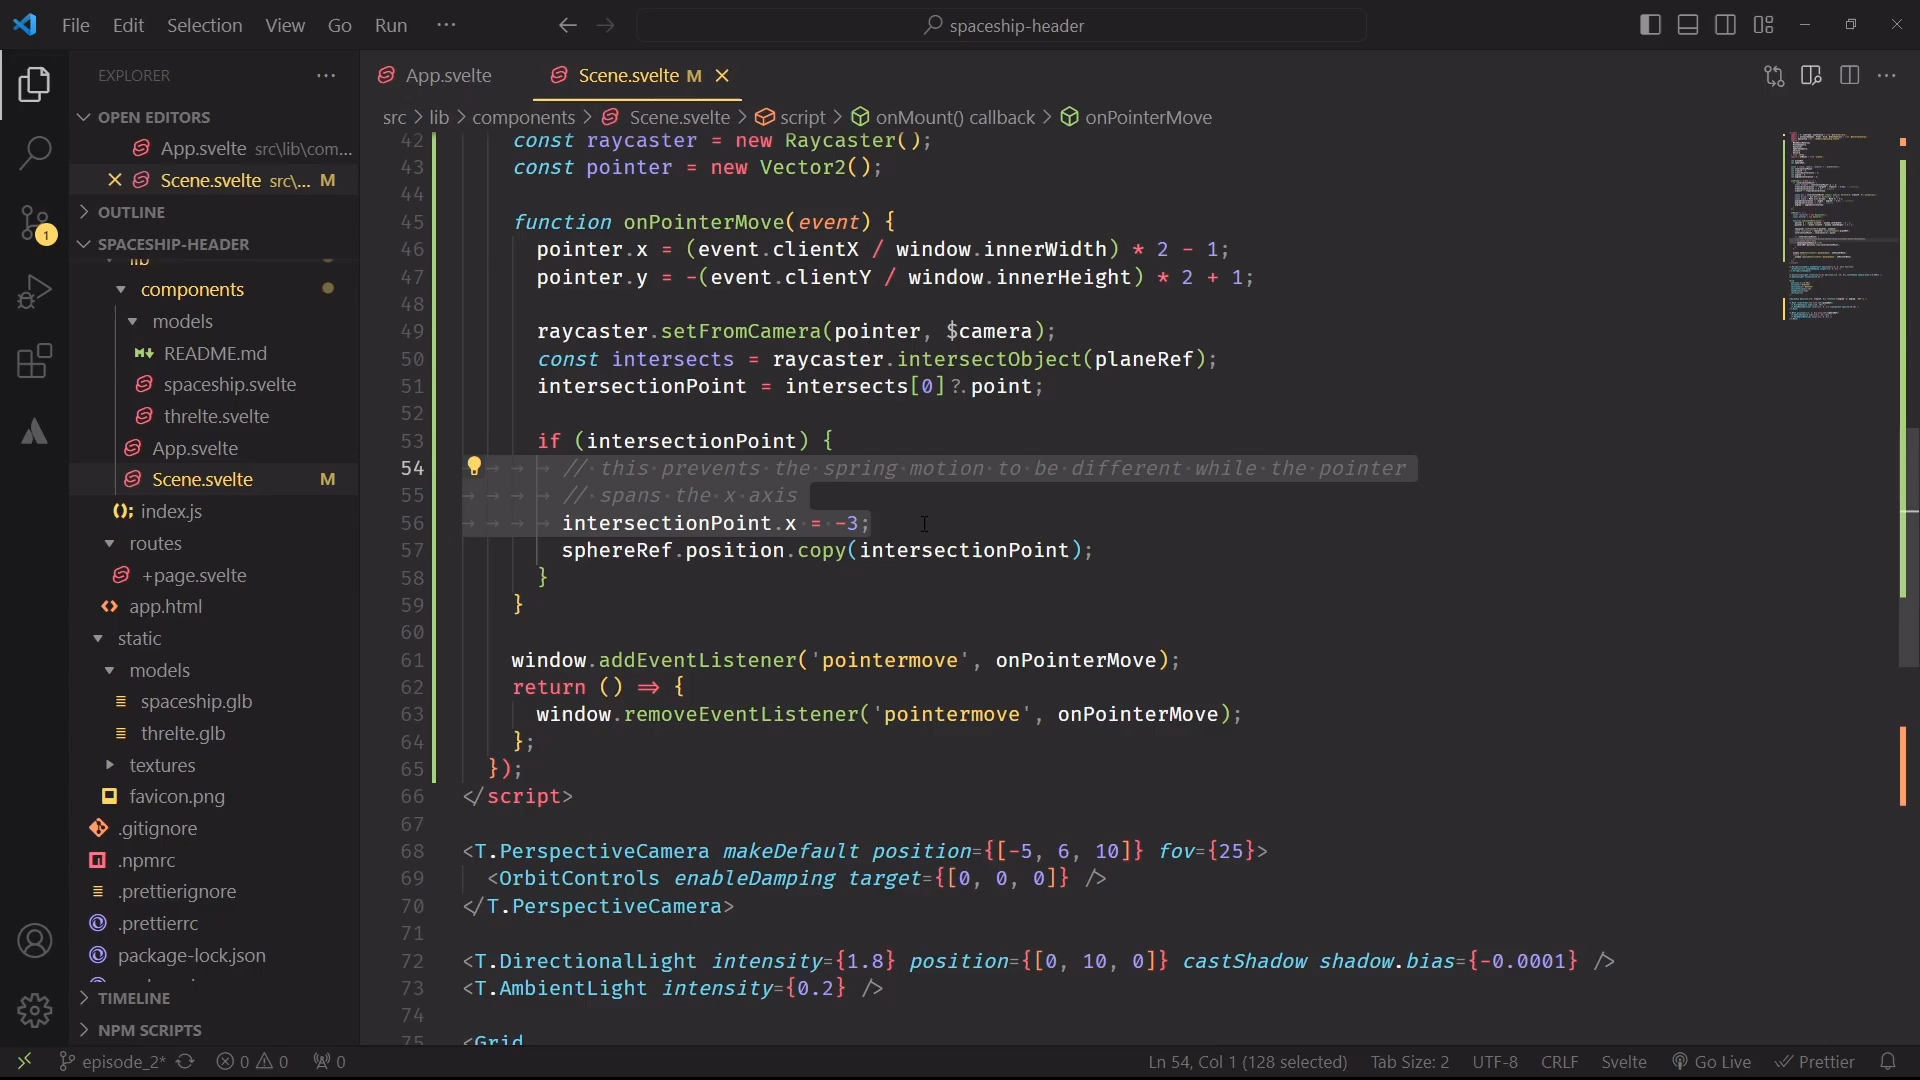 File Edit Selection View Go Run ··· spaceship-header
EXPLORER ···
OPEN EDITORS
App.svelte src\lib\com...
Scene.svelte src\... M
OUTLINE
SPACESHIP-HEADER
lib
components
models
README.md
spaceship.svelte
threlte.svelte
App.svelte
Scene.svelte M
index.js
routes
+page.svelte
app.html
static
models
spaceship.glb
threlte.glb
textures
favicon.png
.gitignore
.npmrc
.prettierignore
.prettierrc
package-lock.json
TIMELINE
NPM SCRIPTS
App.svelte Scene.svelte M
src > lib > components > Scene.svelte > script > onMount() callback > onPointerMove
42 const raycaster = new Raycaster();
43 const pointer = new Vector2();
44
45 function onPointerMove(event) {
46 pointer.x = (event.clientX / window.innerWidth) * 2 - 1;
47 pointer.y = -(event.clientY / window.innerHeight) * 2 + 1;
48
49 raycaster.setFromCamera(pointer, $camera);
50 const intersects = raycaster.intersectObject(planeRef);
51 intersectionPoint = intersects[0]?.point;
52
53 if (intersectionPoint) {
54 // this prevents the spring motion to be different while the pointer
55 // spans the x axis
56 intersectionPoint.x = -3;
57 sphereRef.position.copy(intersectionPoint);
58 }
59 }
60
61 window.addEventListener('pointermove', onPointerMove);
62 return () => {
63 window.removeEventListener('pointermove', onPointerMove);
64 };
65 });
66 </script>
67
68 <T.PerspectiveCamera makeDefault position={[-5, 6, 10]} fov={25}>
69 <OrbitControls enableDamping target={[0, 0, 0]} />
70 </T.PerspectiveCamera>
71
72 <T.DirectionalLight intensity={1.8} position={[0, 10, 0]} castShadow shadow.bias={-0.0001} />
73 <T.AmbientLight intensity={0.2} />
74
75 <Grid
1
episode_2* 0 0 0 Ln 54, Col 1 (128 selected) Tab Size: 2 UTF-8 CRLF Svelte Go Live Prettier